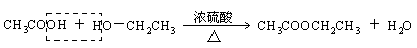 CH₃COOH + HO—CH₂CH₃ 浓硫酸 △ → CH₃COOCH₂CH₃ + H₂O